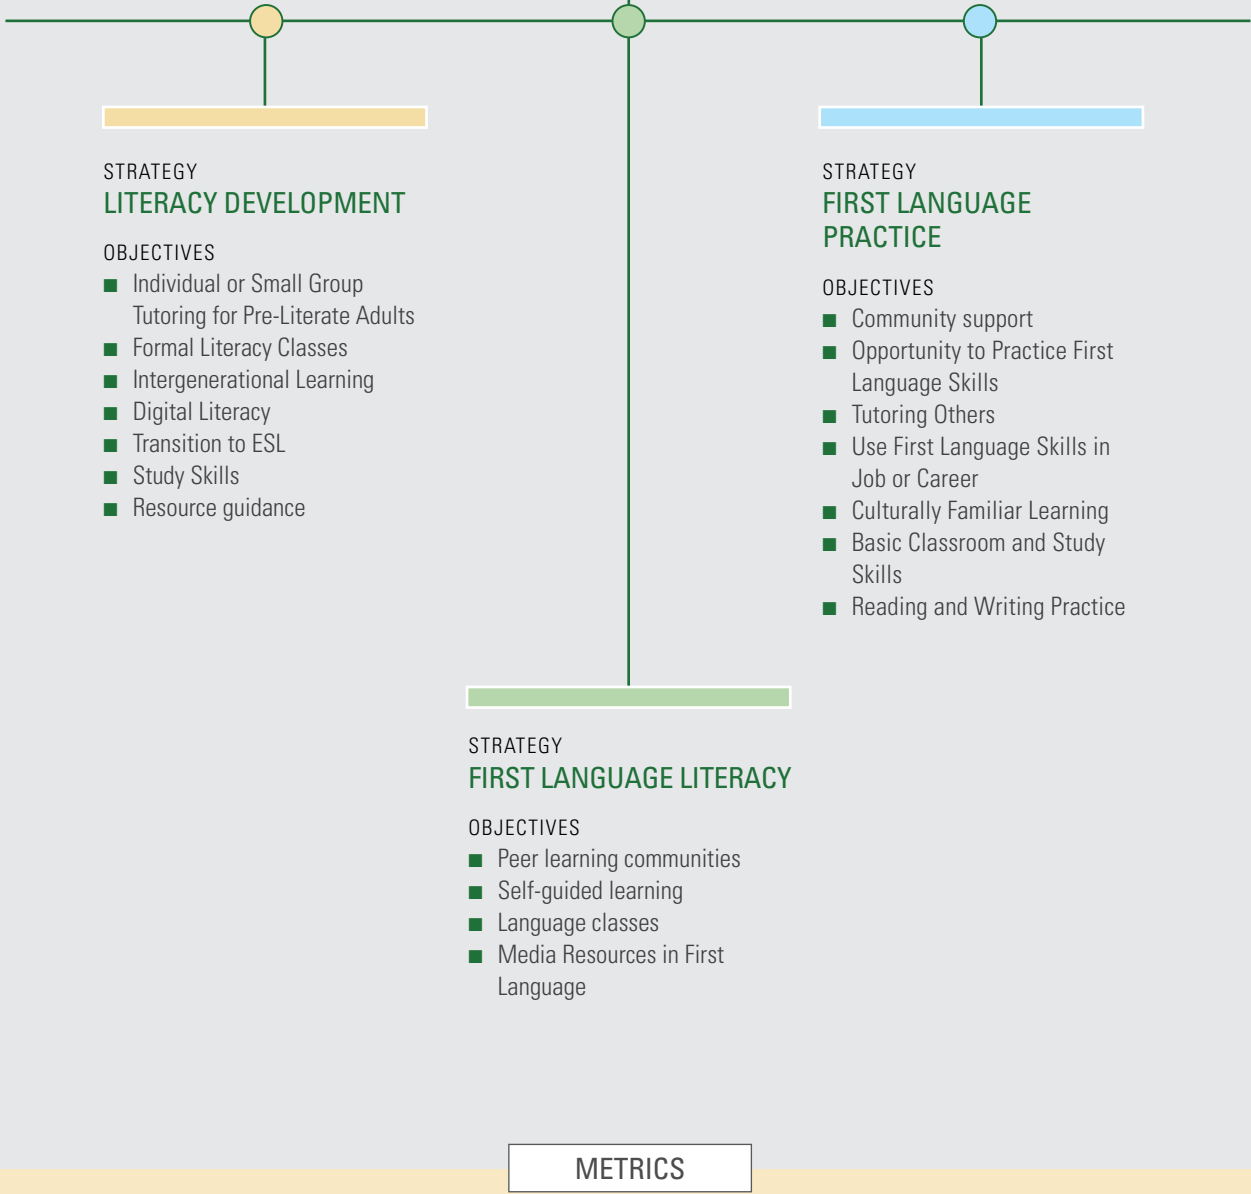 STRATEGY
LITERACY DEVELOPMENT
OBJECTIVES
■ Individual or Small Group
Tutoring for Pre-Literate Adults
■ Formal Literacy Classes
■ Intergenerational Learning
■ Digital Literacy
■ Transition to ESL
■ Study Skills
■ Resource guidance
STRATEGY
FIRST LANGUAGE
PRACTICE
OBJECTIVES
■ Community support
■ Opportunity to Practice First
Language Skills
■ Tutoring Others
■ Use First Language Skills in
Job or Career
■ Culturally Familiar Learning
■ Basic Classroom and Study
Skills
■ Reading and Writing Practice
STRATEGY
FIRST LANGUAGE LITERACY
OBJECTIVES
■ Peer learning communities
■ Self-guided learning
■ Language classes
■ Media Resources in First
Language
METRICS